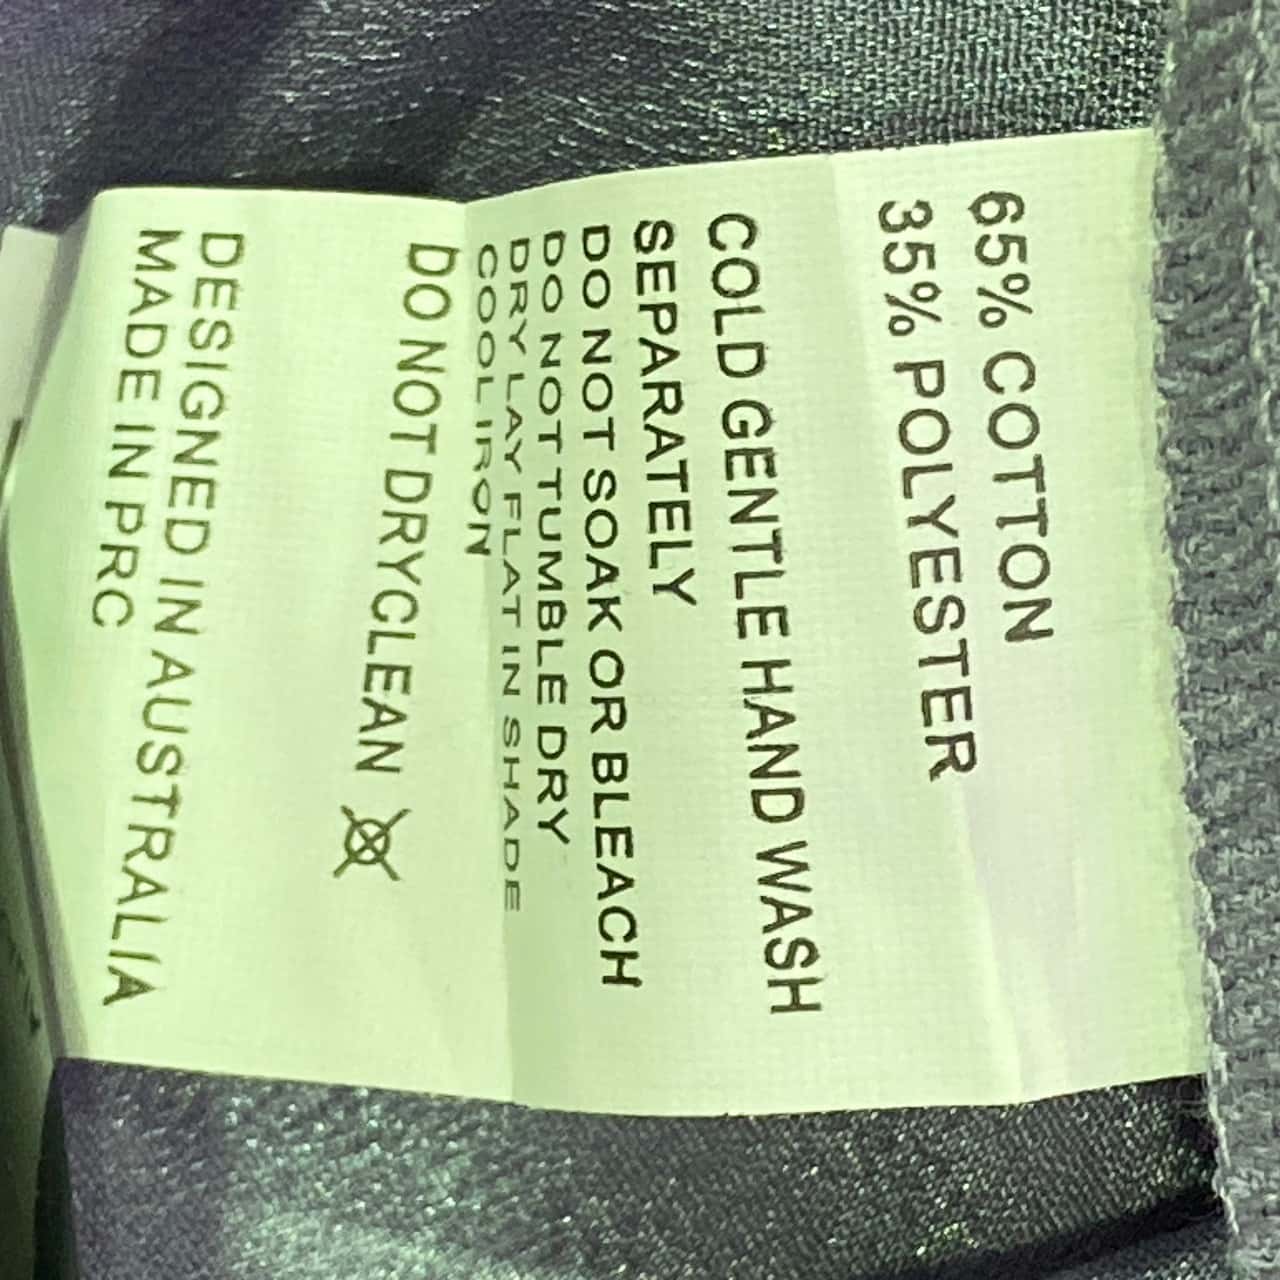 65% COTTON
35% POLYESTER
COLD GENTLE HAND WASH
SEPARATELY
DO NOT SOAK OR BLEACH
DO NOT TUMBLE DRY
DRY LAY FLAT IN SHADE
COOL IRON
DO NOT DRYCLEAN
DESIGNED IN AUSTRALIA
MADE IN PRC